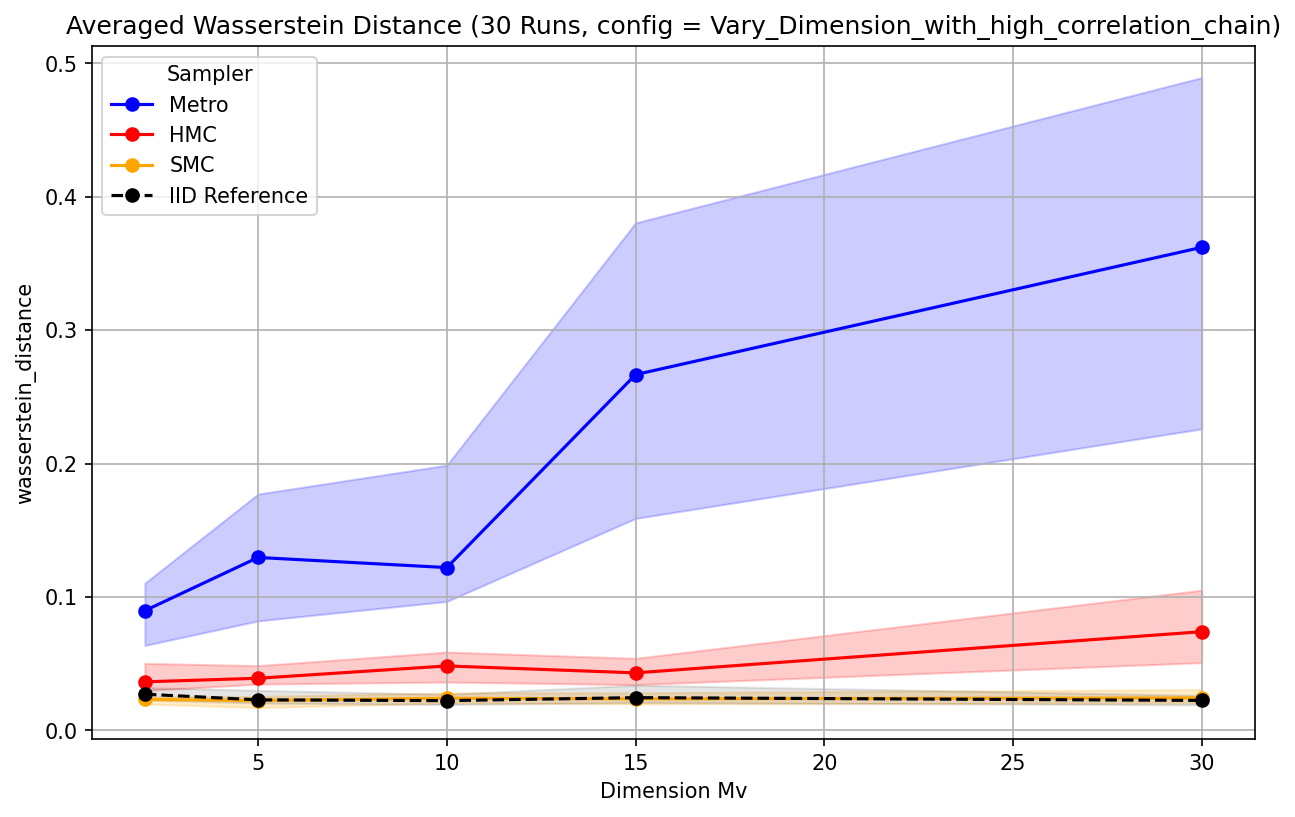 Averaged Wasserstein Distance (30 Runs, config = Vary_Dimension_with_high_correlation_chain)
Sampler
Metro
HMC
SMC
IID Reference
wasserstein_distance
0.5
0.4
0.3
0.2
0.1
0.0
5
10
15
20
25
30
Dimension Mv